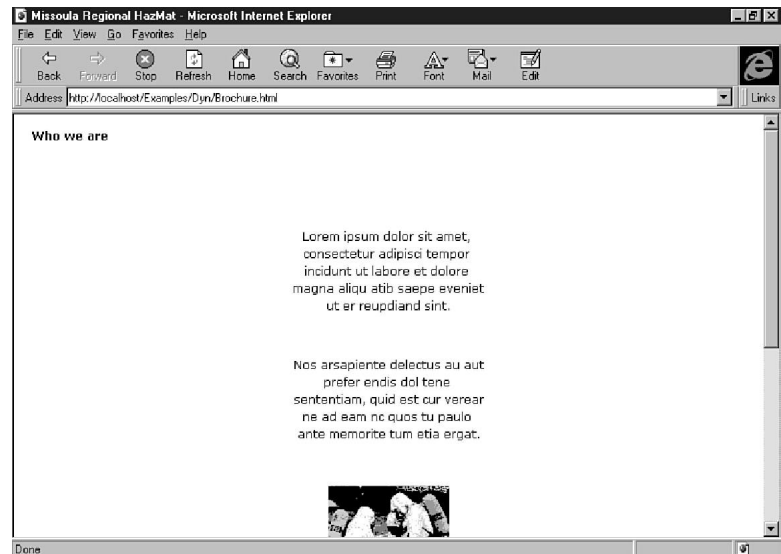 Missoula Regional HazMat - Microsoft Internet Explorer
File Edit View Go Favorites Help
Back Forward Stop Refresh Home Search Favorites Print Font Mail Edit
Address http://localhost/Examples/Dyn/Brochure.html Links
Who we are
Lorem ipsum dolor sit amet,
consectetur adipisci tempor
incidunt ut labore et dolore
magna aliqu atib saepe eveniet
ut er reupdiand sint.
Nos arsapiente delectus au aut
prefer endis dol tene
sententiam, quid est cur verear
ne ad eam nc quos tu paulo
ante memorite tum etia ergat.
Done